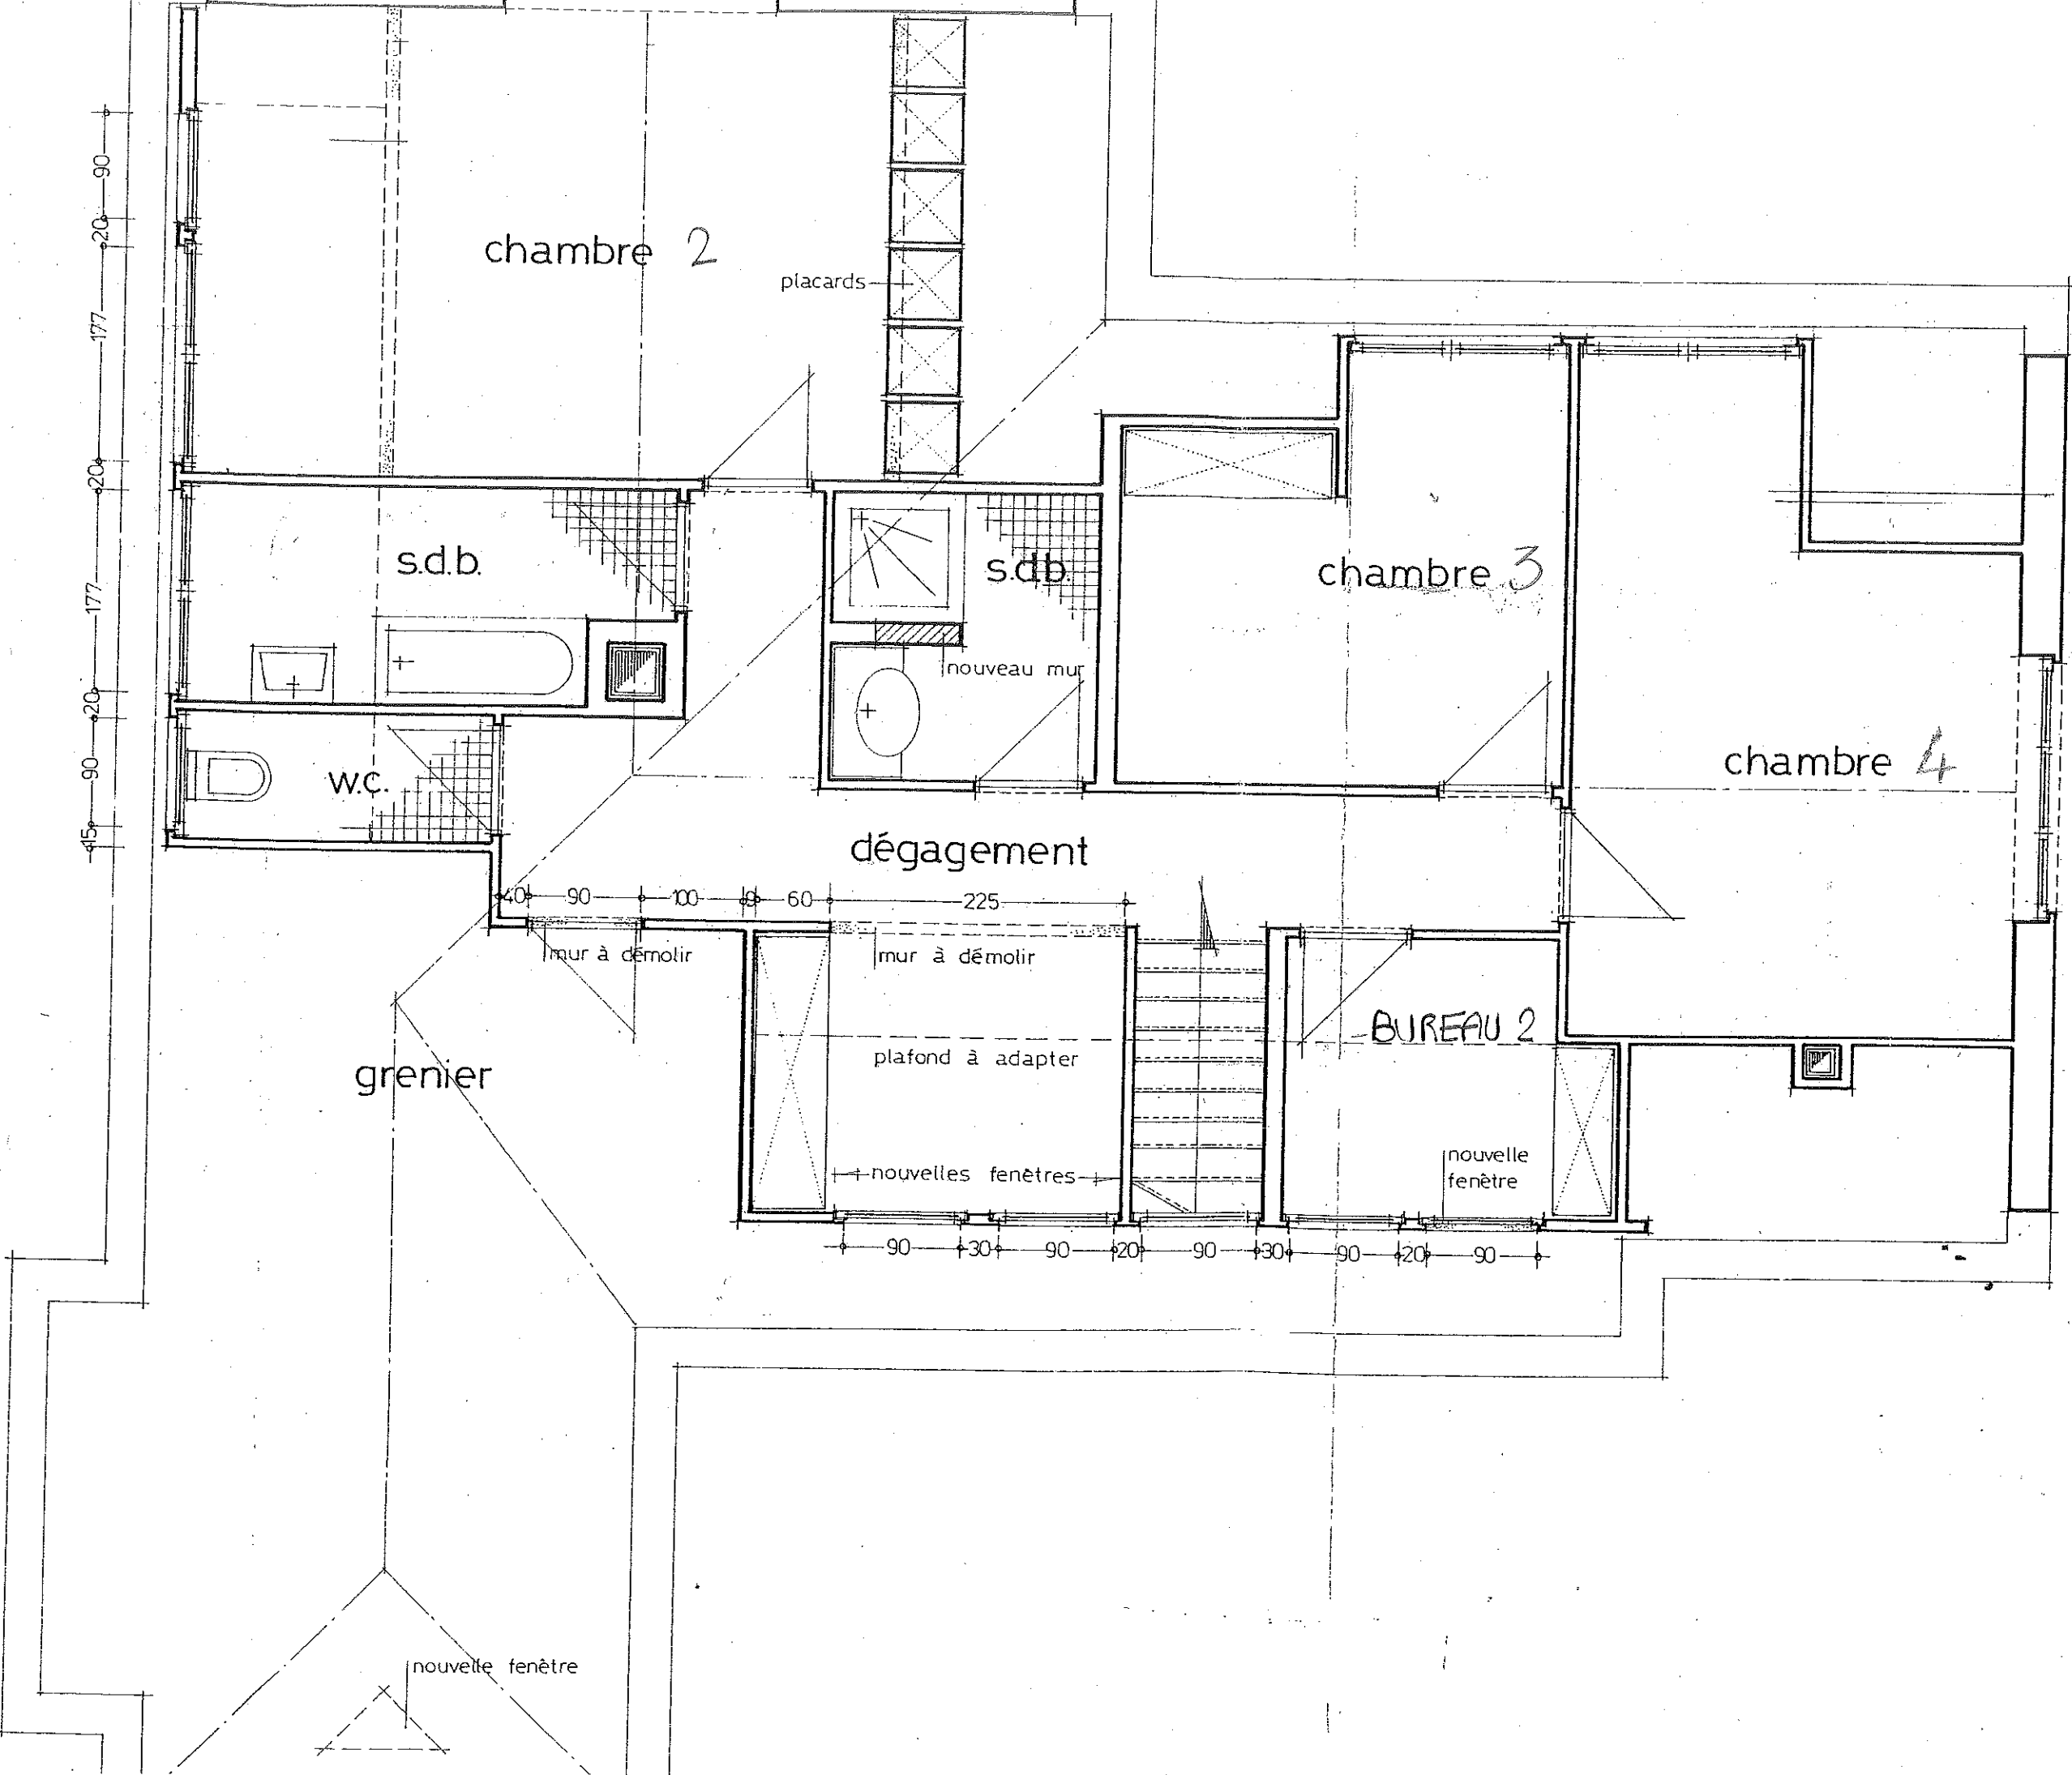 90
20
chambre 2
placards
177
20
s.d.b.
s.d.b.
177
nouveau mur
chambre 3
20
w.c.
90
chambre 4
15
dégagement
40 90 100 9 60 225
mur à démolir
mur à démolir
BUREAU 2
plafond à adapter
grenier
nouvelles fenêtres
nouvelle
fenêtre
90 30 90 20 90 30 90 20 90
nouvelle fenêtre